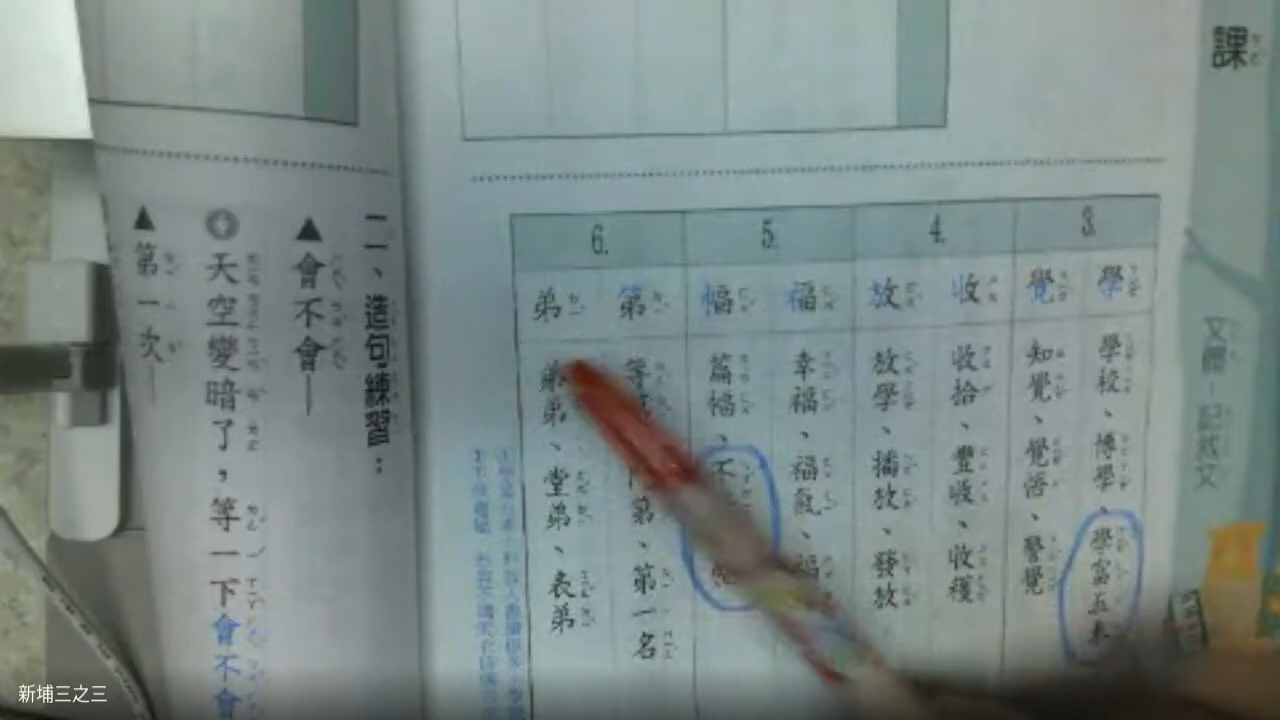 課
文體—記敘文
3.
學
學校、博學、學富五車
覺
知覺、覺悟、警覺
4.
收
收拾、豐收、收穫
放
放學、播放、發放
5.
福
幸福、福氣、
幅
篇幅、不
6.
第
第、第一名
弟
弟弟、堂弟、表弟
二、造句練習：
▲會不會—
天空變暗了，等一下會不會
▲第一次—
新埔三之三